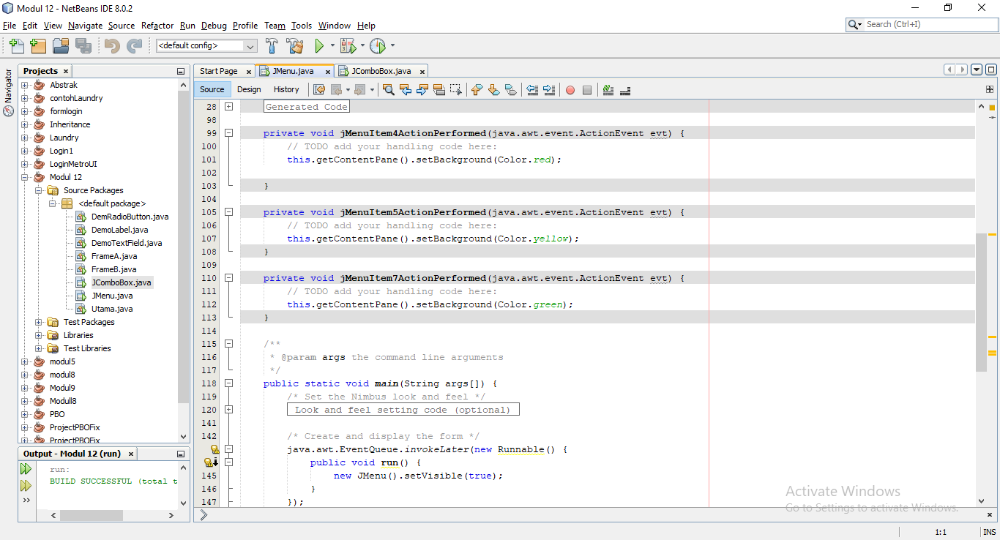 Modul 12 - NetBeans IDE 8.0.2
File Edit View Navigate Source Refactor Run Debug Profile Team Tools Window Help
Search (Ctrl+I)
<default config>
Navigator
Projects
Abstrak
contohLaundry
formlogin
Inheritance
Laundry
Login1
LoginMetroUI
Modul 12
Source Packages
<default package>
DemRadioButton.java
DemoLabel.java
DemoTextField.java
FrameA.java
FrameB.java
JComboBox.java
JMenu.java
Utama.java
Test Packages
Libraries
Test Libraries
modul5
modul8
Modul9
Modull8
PBO
ProjectPBOFix
ProjectPBOFix
Output - Modul 12 (run)
run:
BUILD SUCCESSFUL (total t
Start Page JMenu.java JComboBox.java
Source Design History
28 Generated Code
98
99 private void jMenuItem4ActionPerformed(java.awt.event.ActionEvent evt) {
100 // TODO add your handling code here:
101 this.getContentPane().setBackground(Color.red);
102
103 }
104
105 private void jMenuItem5ActionPerformed(java.awt.event.ActionEvent evt) {
106 // TODO add your handling code here:
107 this.getContentPane().setBackground(Color.yellow);
108 }
109
110 private void jMenuItem7ActionPerformed(java.awt.event.ActionEvent evt) {
111 // TODO add your handling code here:
112 this.getContentPane().setBackground(Color.green);
113 }
114
115 /**
116 * @param args the command line arguments
117 */
118 public static void main(String args[]) {
119 /* Set the Nimbus look and feel */
120 Look and feel setting code (optional)
141
142 /* Create and display the form */
java.awt.EventQueue.invokeLater(new Runnable() {
public void run() {
145 new JMenu().setVisible(true);
146 }
147 });
Activate Windows
Go to Settings to activate Windows.
1:1 INS